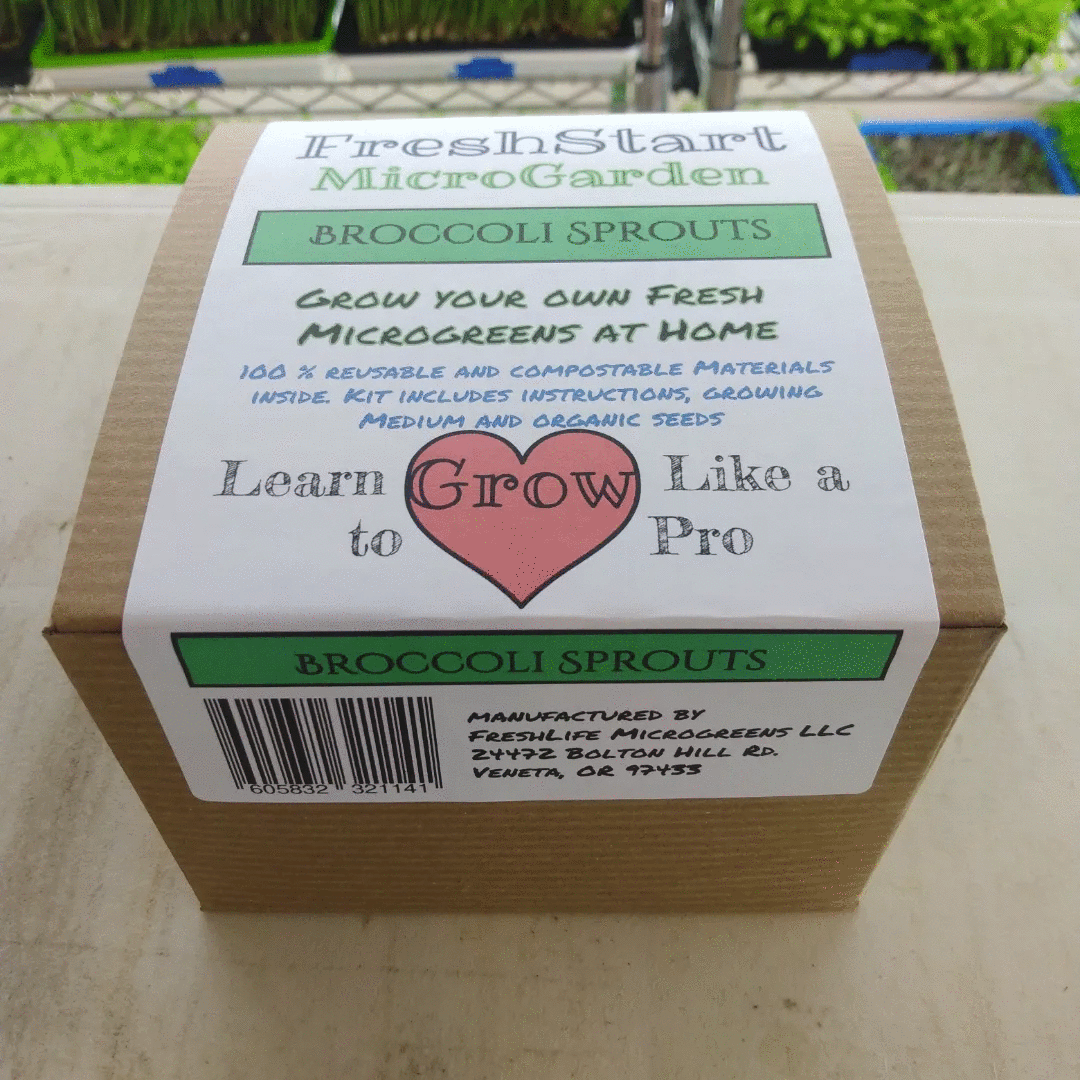 FreshStart
MicroGarden
Broccoli Sprouts
Grow your own Fresh
Microgreens at Home
100 % reusable and compostable Materials
inside. Kit includes instructions, growing
Medium and organic seeds
Learn Grow Like a
to Pro
Broccoli Sprouts
manufactured by
FreshLife Microgreens LLC
24472 Bolton Hill Rd.
Veneta, OR 97433
605832 321141